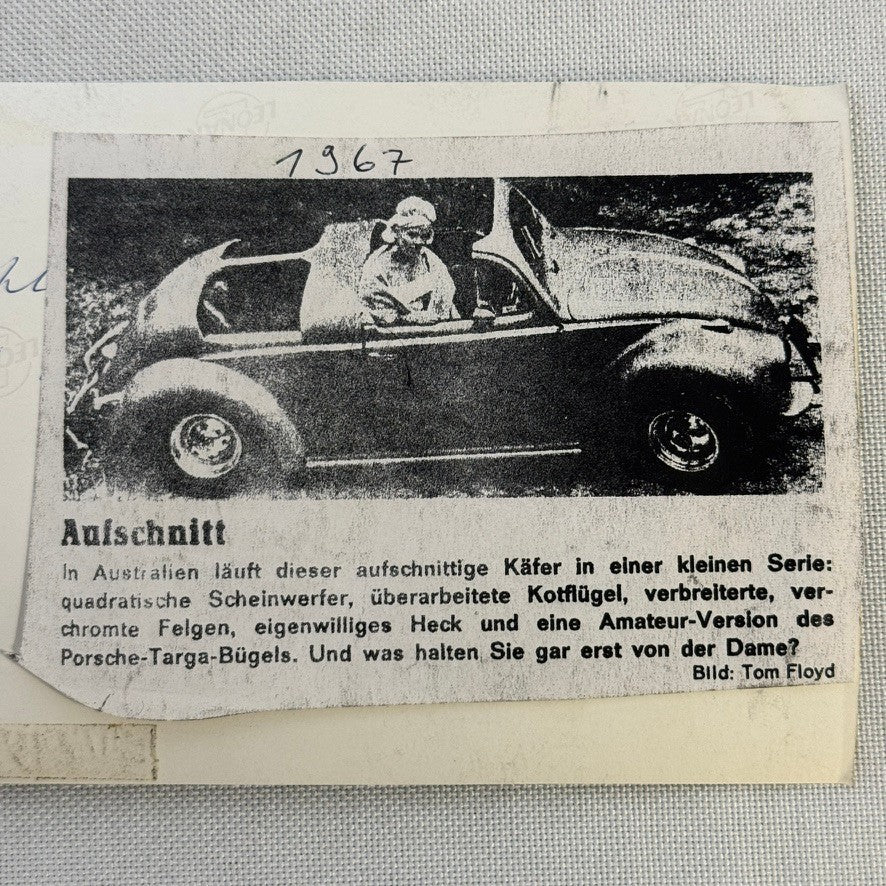 1967
Aufschnitt
In Australien läuft dieser aufschnittige Käfer in einer kleinen Serie:
quadratische Scheinwerfer, überarbeitete Kotflügel, verbreiterte, ver-
chromte Felgen, eigenwilliges Heck und eine Amateur-Version des
Porsche-Targa-Bügels. Und was halten Sie gar erst von der Dame?
Bild: Tom Floyd